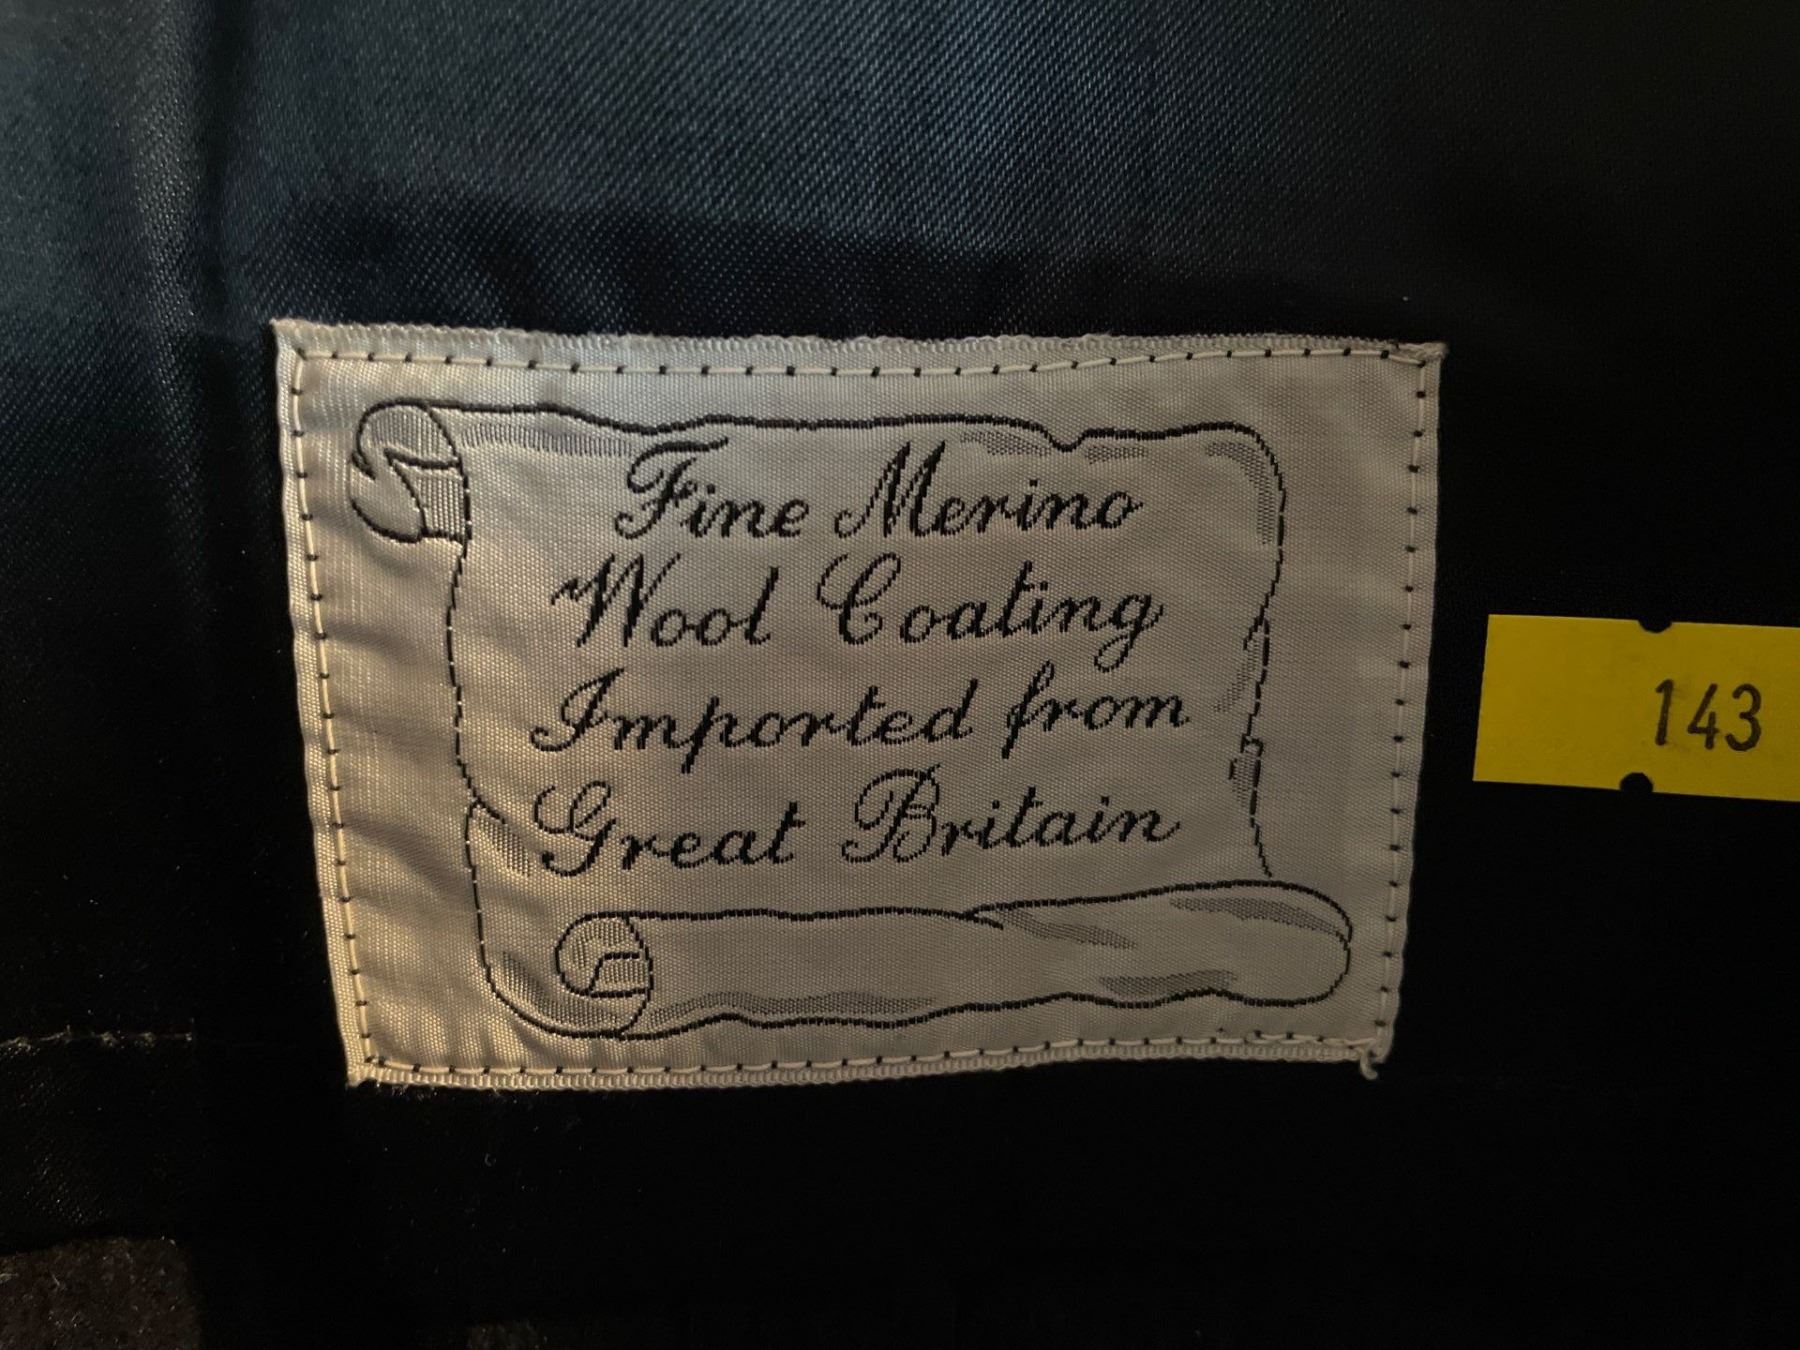 Fine Merino
Wool Coating
Imported from
Great Britain
143